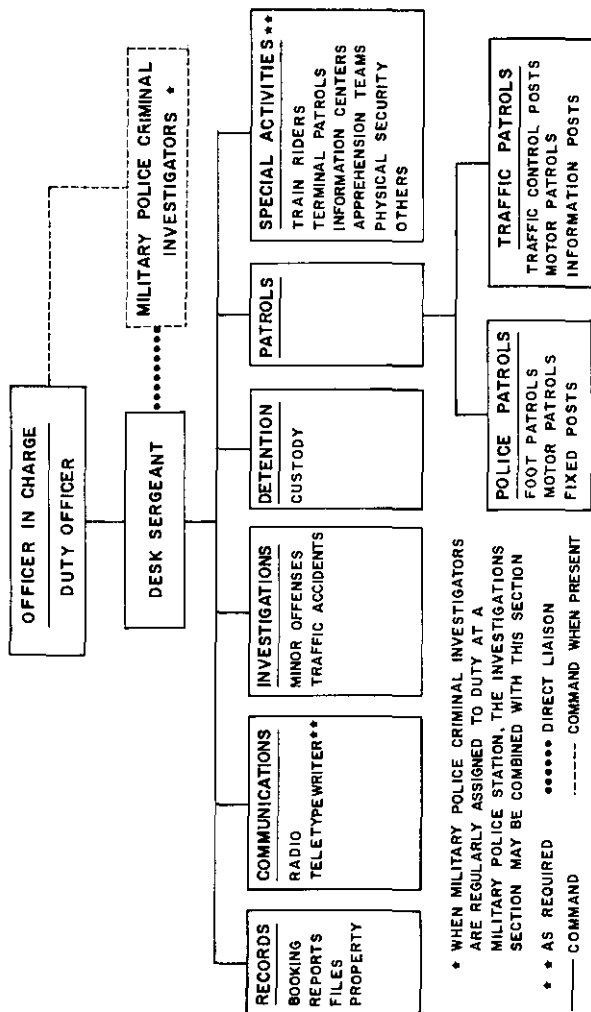 OFFICER IN CHARGE
DUTY OFFICER
MILITARY POLICE CRIMINAL
INVESTIGATORS *
DESK SERGEANT
RECORDS
BOOKING
REPORTS
FILES
PROPERTY
COMMUNICATIONS
RADIO
TELETYPEWRITER**
INVESTIGATIONS
MINOR OFFENSES
TRAFFIC ACCIDENTS
DETENTION
CUSTODY
PATROLS
SPECIAL ACTIVITIES**
TRAIN RIDERS
TERMINAL PATROLS
INFORMATION CENTERS
APPREHENSION TEAMS
PHYSICAL SECURITY
OTHERS
POLICE PATROLS
FOOT PATROLS
MOTOR PATROLS
FIXED POSTS
TRAFFIC PATROLS
TRAFFIC CONTROL POSTS
MOTOR PATROLS
INFORMATION POSTS
* WHEN MILITARY POLICE CRIMINAL INVESTIGATORS
ARE REGULARLY ASSIGNED TO DUTY AT A
MILITARY POLICE STATION, THE INVESTIGATIONS
SECTION MAY BE COMBINED WITH THIS SECTION
* * AS REQUIRED •••••• DIRECT LIAISON
—— COMMAND ------ COMMAND WHEN PRESENT